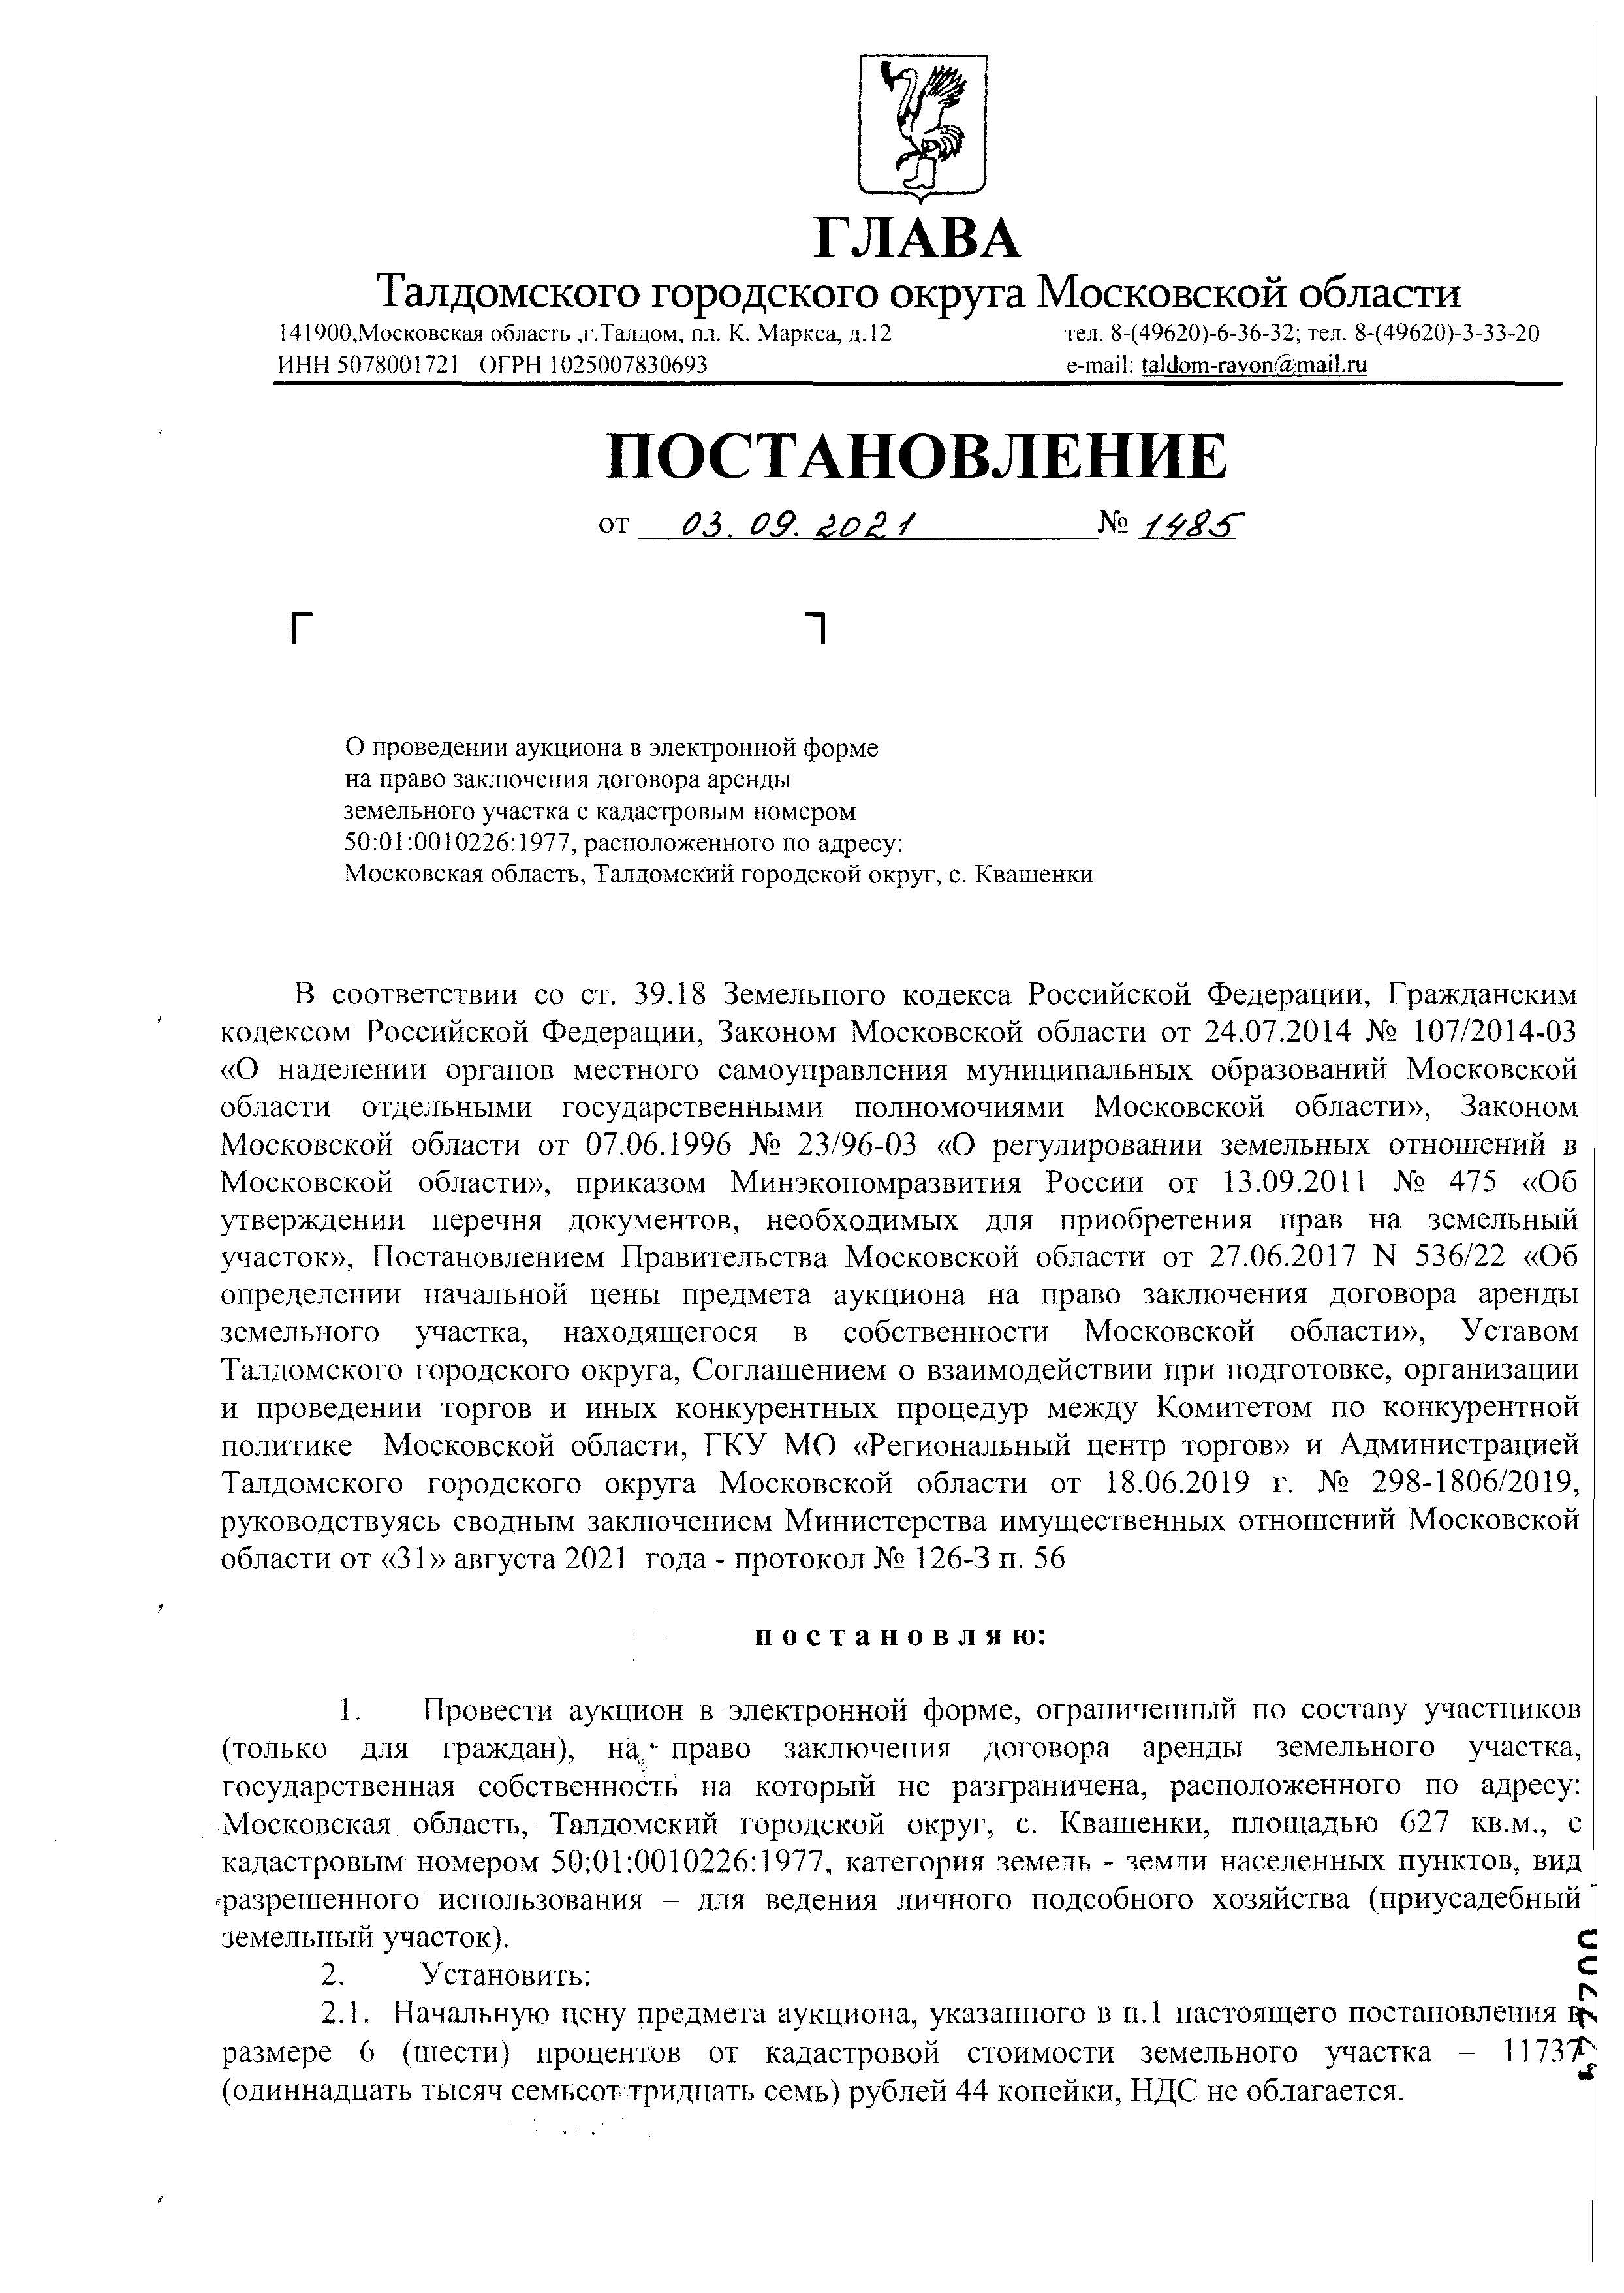 ГЛАВА
Талдомского городского округа Московской области
141900,Московская область ,г.Талдом, пл. К. Маркса, д.12 тел. 8-(49620)-6-36-32; тел. 8-(49620)-3-33-20
ИНН 5078001721 ОГРН 1025007830693 e-mail: taldom-rayon@mail.ru
ПОСТАНОВЛЕНИЕ
от 03.09.2021 № 1485
О проведении аукциона в электронной форме
на право заключения договора аренды
земельного участка с кадастровым номером
50:01:0010226:1977, расположенного по адресу:
Московская область, Талдомский городской округ, с. Квашенки
В соответствии со ст. 39.18 Земельного кодекса Российской Федерации, Гражданским
кодексом Российской Федерации, Законом Московской области от 24.07.2014 № 107/2014-ОЗ
«О наделении органов местного самоуправления муниципальных образований Московской
области отдельными государственными полномочиями Московской области», Законом
Московской области от 07.06.1996 № 23/96-ОЗ «О регулировании земельных отношений в
Московской области», приказом Минэкономразвития России от 13.09.2011 № 475 «Об
утверждении перечня документов, необходимых для приобретения прав на земельный
участок», Постановлением Правительства Московской области от 27.06.2017 N 536/22 «Об
определении начальной цены предмета аукциона на право заключения договора аренды
земельного участка, находящегося в собственности Московской области», Уставом
Талдомского городского округа, Соглашением о взаимодействии при подготовке, организации
и проведении торгов и иных конкурентных процедур между Комитетом по конкурентной
политике Московской области, ГКУ МО «Региональный центр торгов» и Администрацией
Талдомского городского округа Московской области от 18.06.2019 г. № 298-1806/2019,
руководствуясь сводным заключением Министерства имущественных отношений Московской
области от «31» августа 2021 года - протокол № 126-З п. 56
п о с т а н о в л я ю:
1. Провести аукцион в электронной форме, ограниченный по составу участников
(только для граждан), на право заключения договора аренды земельного участка,
государственная собственность на который не разграничена, расположенного по адресу:
Московская область, Талдомский городской округ, с. Квашенки, площадью 627 кв.м., с
кадастровым номером 50:01:0010226:1977, категория земель - земли населенных пунктов, вид
разрешенного использования – для ведения личного подсобного хозяйства (приусадебный
земельный участок).
2. Установить:
2.1. Начальную цену предмета аукциона, указанного в п.1 настоящего постановления в
размере 6 (шести) процентов от кадастровой стоимости земельного участка – 11737
(одиннадцать тысяч семьсот тридцать семь) рублей 44 копейки, НДС не облагается.